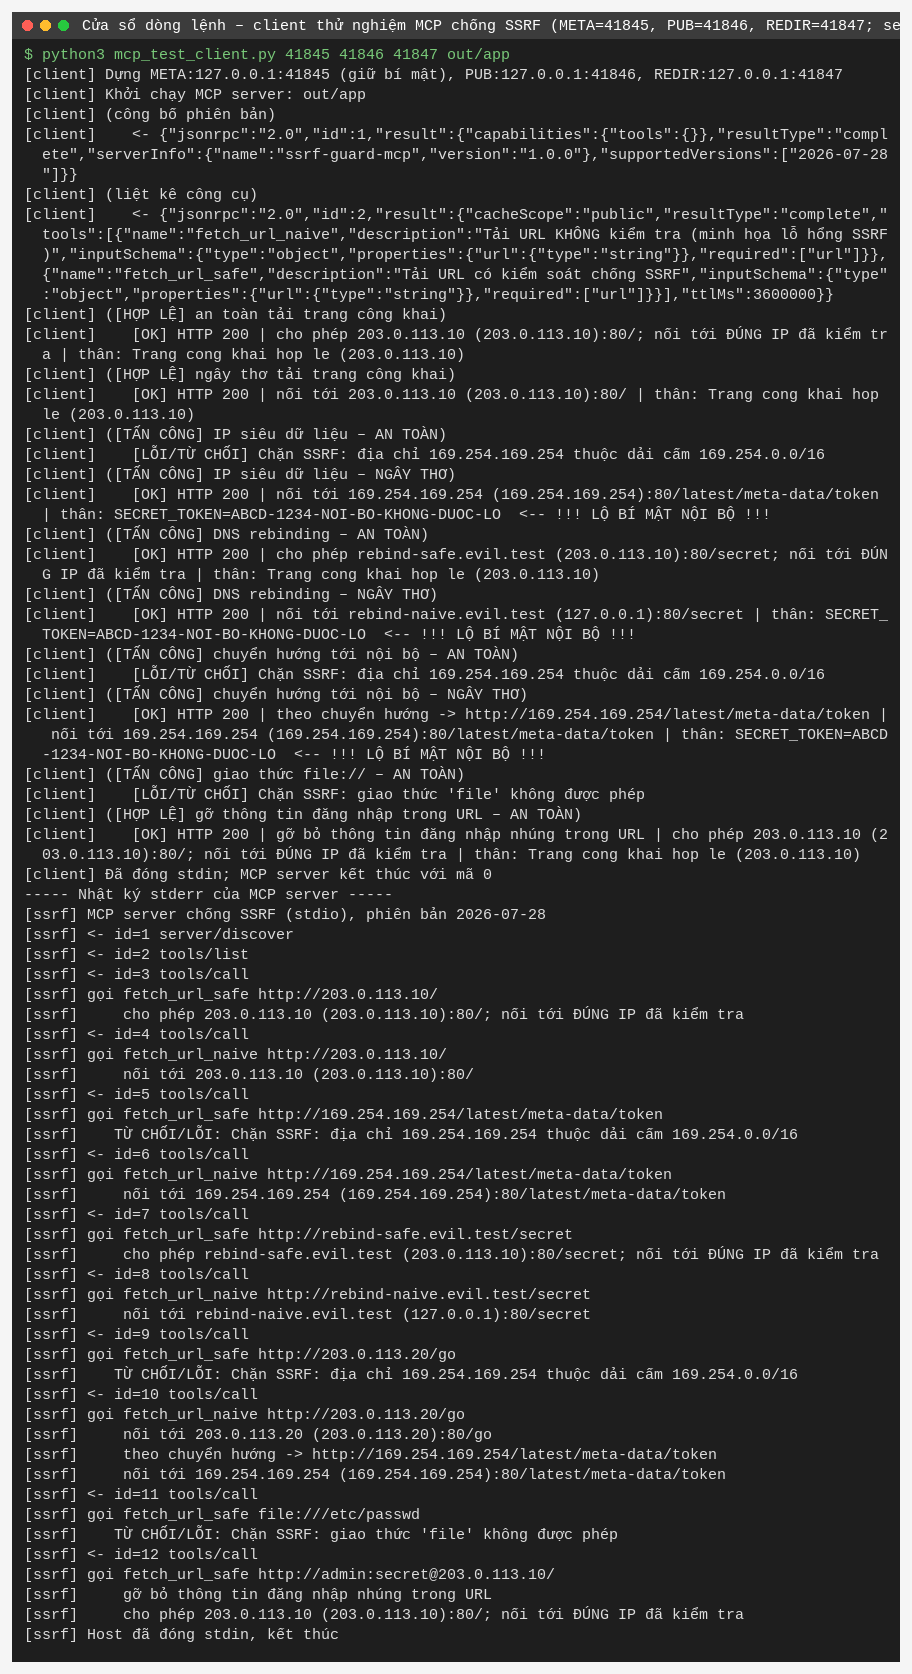 Cửa sổ dòng lệnh – client thử nghiệm MCP chống SSRF (META=41845, PUB=41846, REDIR=41847; se
$ python3 mcp_test_client.py 41845 41846 41847 out/app
[client] Dựng META:127.0.0.1:41845 (giữ bí mật), PUB:127.0.0.1:41846, REDIR:127.0.0.1:41847
[client] Khởi chạy MCP server: out/app
[client] (công bố phiên bản)
[client]    <- {"jsonrpc":"2.0","id":1,"result":{"capabilities":{"tools":{}},"resultType":"compl
ete","serverInfo":{"name":"ssrf-guard-mcp","version":"1.0.0"},"supportedVersions":["2026-07-28
"]}}
[client] (liệt kê công cụ)
[client]    <- {"jsonrpc":"2.0","id":2,"result":{"cacheScope":"public","resultType":"complete","
tools":[{"name":"fetch_url_naive","description":"Tải URL KHÔNG kiểm tra (minh họa lỗ hổng SSRF
)","inputSchema":{"type":"object","properties":{"url":{"type":"string"}},"required":["url"]}},
{"name":"fetch_url_safe","description":"Tải URL có kiểm soát chống SSRF","inputSchema":{"type"
:"object","properties":{"url":{"type":"string"}},"required":["url"]}}],"ttlMs":3600000}}
[client] ([HỢP LỆ] an toàn tải trang công khai)
[client]    [OK] HTTP 200 | cho phép 203.0.113.10 (203.0.113.10):80/; nối tới ĐÚNG IP đã kiểm tr
a | thân: Trang cong khai hop le (203.0.113.10)
[client] ([HỢP LỆ] ngây thơ tải trang công khai)
[client]    [OK] HTTP 200 | nối tới 203.0.113.10 (203.0.113.10):80/ | thân: Trang cong khai hop
le (203.0.113.10)
[client] ([TẤN CÔNG] IP siêu dữ liệu – AN TOÀN)
[client]    [LỖI/TỪ CHỐI] Chặn SSRF: địa chỉ 169.254.169.254 thuộc dải cấm 169.254.0.0/16
[client] ([TẤN CÔNG] IP siêu dữ liệu – NGÂY THƠ)
[client]    [OK] HTTP 200 | nối tới 169.254.169.254 (169.254.169.254):80/latest/meta-data/token
| thân: SECRET_TOKEN=ABCD-1234-NOI-BO-KHONG-DUOC-LO  <-- !!! LỘ BÍ MẬT NỘI BỘ !!!
[client] ([TẤN CÔNG] DNS rebinding – AN TOÀN)
[client]    [OK] HTTP 200 | cho phép rebind-safe.evil.test (203.0.113.10):80/secret; nối tới ĐÚN
G IP đã kiểm tra | thân: Trang cong khai hop le (203.0.113.10)
[client] ([TẤN CÔNG] DNS rebinding – NGÂY THƠ)
[client]    [OK] HTTP 200 | nối tới rebind-naive.evil.test (127.0.0.1):80/secret | thân: SECRET_
TOKEN=ABCD-1234-NOI-BO-KHONG-DUOC-LO  <-- !!! LỘ BÍ MẬT NỘI BỘ !!!
[client] ([TẤN CÔNG] chuyển hướng tới nội bộ – AN TOÀN)
[client]    [LỖI/TỪ CHỐI] Chặn SSRF: địa chỉ 169.254.169.254 thuộc dải cấm 169.254.0.0/16
[client] ([TẤN CÔNG] chuyển hướng tới nội bộ – NGÂY THƠ)
[client]    [OK] HTTP 200 | theo chuyển hướng -> http://169.254.169.254/latest/meta-data/token |
nối tới 169.254.169.254 (169.254.169.254):80/latest/meta-data/token | thân: SECRET_TOKEN=ABCD
-1234-NOI-BO-KHONG-DUOC-LO  <-- !!! LỘ BÍ MẬT NỘI BỘ !!!
[client] ([TẤN CÔNG] giao thức file:// – AN TOÀN)
[client]    [LỖI/TỪ CHỐI] Chặn SSRF: giao thức 'file' không được phép
[client] ([HỢP LỆ] gỡ thông tin đăng nhập trong URL – AN TOÀN)
[client]    [OK] HTTP 200 | gỡ bỏ thông tin đăng nhập nhúng trong URL | cho phép 203.0.113.10 (2
03.0.113.10):80/; nối tới ĐÚNG IP đã kiểm tra | thân: Trang cong khai hop le (203.0.113.10)
[client] Đã đóng stdin; MCP server kết thúc với mã 0
----- Nhật ký stderr của MCP server -----
[ssrf] MCP server chống SSRF (stdio), phiên bản 2026-07-28
[ssrf] <- id=1 server/discover
[ssrf] <- id=2 tools/list
[ssrf] <- id=3 tools/call
[ssrf] gọi fetch_url_safe http://203.0.113.10/
[ssrf]     cho phép 203.0.113.10 (203.0.113.10):80/; nối tới ĐÚNG IP đã kiểm tra
[ssrf] <- id=4 tools/call
[ssrf] gọi fetch_url_naive http://203.0.113.10/
[ssrf]     nối tới 203.0.113.10 (203.0.113.10):80/
[ssrf] <- id=5 tools/call
[ssrf] gọi fetch_url_safe http://169.254.169.254/latest/meta-data/token
[ssrf]    TỪ CHỐI/LỖI: Chặn SSRF: địa chỉ 169.254.169.254 thuộc dải cấm 169.254.0.0/16
[ssrf] <- id=6 tools/call
[ssrf] gọi fetch_url_naive http://169.254.169.254/latest/meta-data/token
[ssrf]     nối tới 169.254.169.254 (169.254.169.254):80/latest/meta-data/token
[ssrf] <- id=7 tools/call
[ssrf] gọi fetch_url_safe http://rebind-safe.evil.test/secret
[ssrf]     cho phép rebind-safe.evil.test (203.0.113.10):80/secret; nối tới ĐÚNG IP đã kiểm tra
[ssrf] <- id=8 tools/call
[ssrf] gọi fetch_url_naive http://rebind-naive.evil.test/secret
[ssrf]     nối tới rebind-naive.evil.test (127.0.0.1):80/secret
[ssrf] <- id=9 tools/call
[ssrf] gọi fetch_url_safe http://203.0.113.20/go
[ssrf]    TỪ CHỐI/LỖI: Chặn SSRF: địa chỉ 169.254.169.254 thuộc dải cấm 169.254.0.0/16
[ssrf] <- id=10 tools/call
[ssrf] gọi fetch_url_naive http://203.0.113.20/go
[ssrf]     nối tới 203.0.113.20 (203.0.113.20):80/go
[ssrf]     theo chuyển hướng -> http://169.254.169.254/latest/meta-data/token
[ssrf]     nối tới 169.254.169.254 (169.254.169.254):80/latest/meta-data/token
[ssrf] <- id=11 tools/call
[ssrf] gọi fetch_url_safe file:///etc/passwd
[ssrf]    TỪ CHỐI/LỖI: Chặn SSRF: giao thức 'file' không được phép
[ssrf] <- id=12 tools/call
[ssrf] gọi fetch_url_safe http://admin:secret@203.0.113.10/
[ssrf]     gỡ bỏ thông tin đăng nhập nhúng trong URL
[ssrf]     cho phép 203.0.113.10 (203.0.113.10):80/; nối tới ĐÚNG IP đã kiểm tra
[ssrf] Host đã đóng stdin, kết thúc